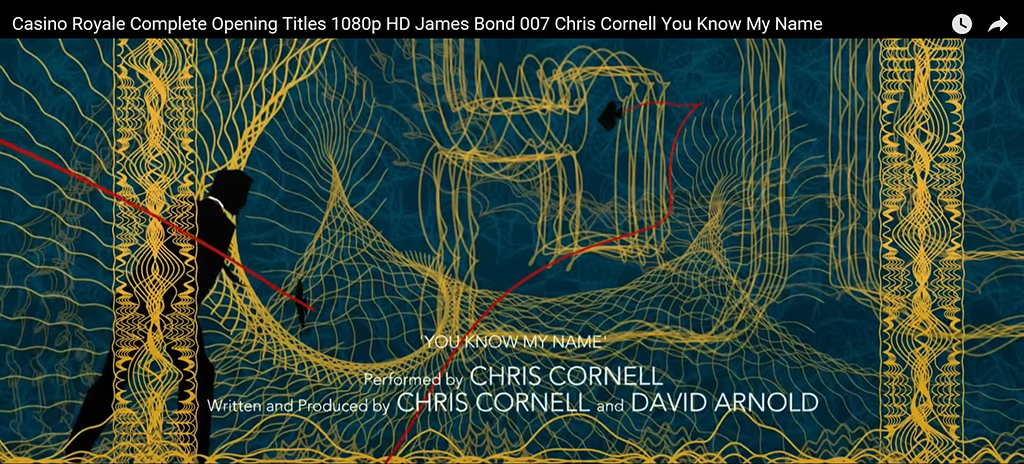 Casino Royale Complete Opening Titles 1080p HD James Bond 007 Chris Cornell You Know My Name
'YOU KNOW MY NAME'
Performed by CHRIS CORNELL
Written and Produced by CHRIS CORNELL and DAVID ARNOLD